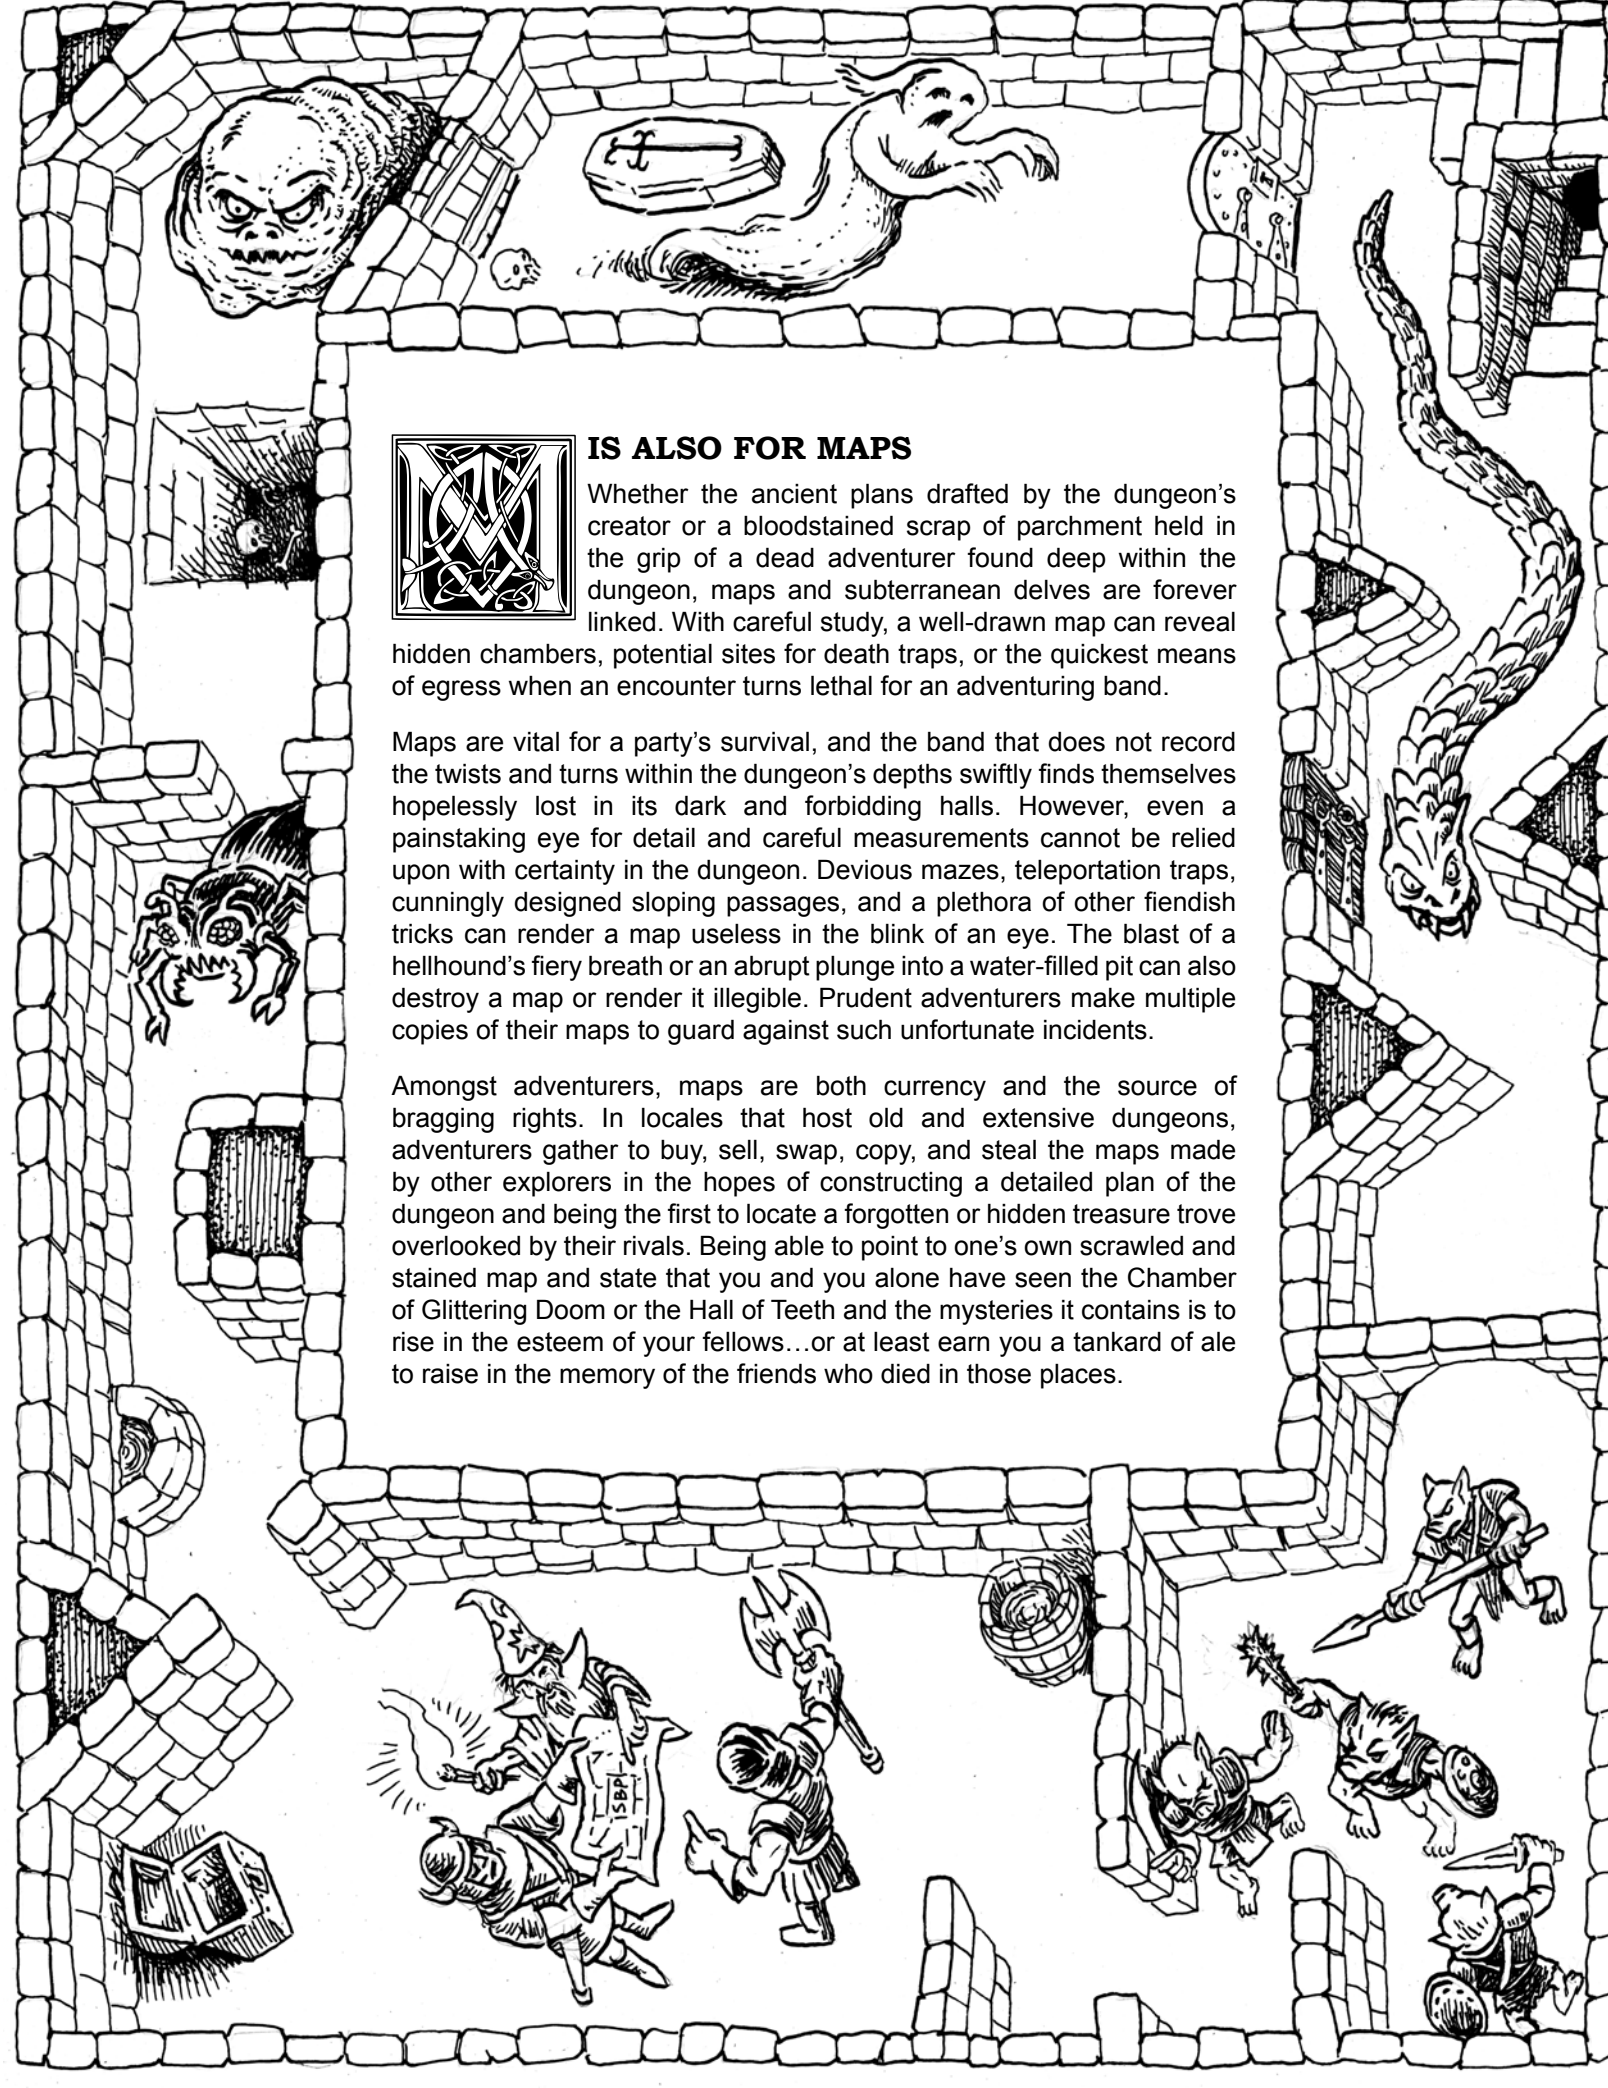 M IS ALSO FOR MAPS
Whether the ancient plans drafted by the dungeon’s
creator or a bloodstained scrap of parchment held in
the grip of a dead adventurer found deep within the
dungeon, maps and subterranean delves are forever
linked. With careful study, a well-drawn map can reveal
hidden chambers, potential sites for death traps, or the quickest means
of egress when an encounter turns lethal for an adventuring band.
Maps are vital for a party’s survival, and the band that does not record
the twists and turns within the dungeon’s depths swiftly finds themselves
hopelessly lost in its dark and forbidding halls. However, even a
painstaking eye for detail and careful measurements cannot be relied
upon with certainty in the dungeon. Devious mazes, teleportation traps,
cunningly designed sloping passages, and a plethora of other fiendish
tricks can render a map useless in the blink of an eye. The blast of a
hellhound’s fiery breath or an abrupt plunge into a water-filled pit can also
destroy a map or render it illegible. Prudent adventurers make multiple
copies of their maps to guard against such unfortunate incidents.
Amongst adventurers, maps are both currency and the source of
bragging rights. In locales that host old and extensive dungeons,
adventurers gather to buy, sell, swap, copy, and steal the maps made
by other explorers in the hopes of constructing a detailed plan of the
dungeon and being the first to locate a forgotten or hidden treasure trove
overlooked by their rivals. Being able to point to one’s own scrawled and
stained map and state that you and you alone have seen the Chamber
of Glittering Doom or the Hall of Teeth and the mysteries it contains is to
rise in the esteem of your fellows…or at least earn you a tankard of ale
to raise in the memory of the friends who died in those places.
ISBP